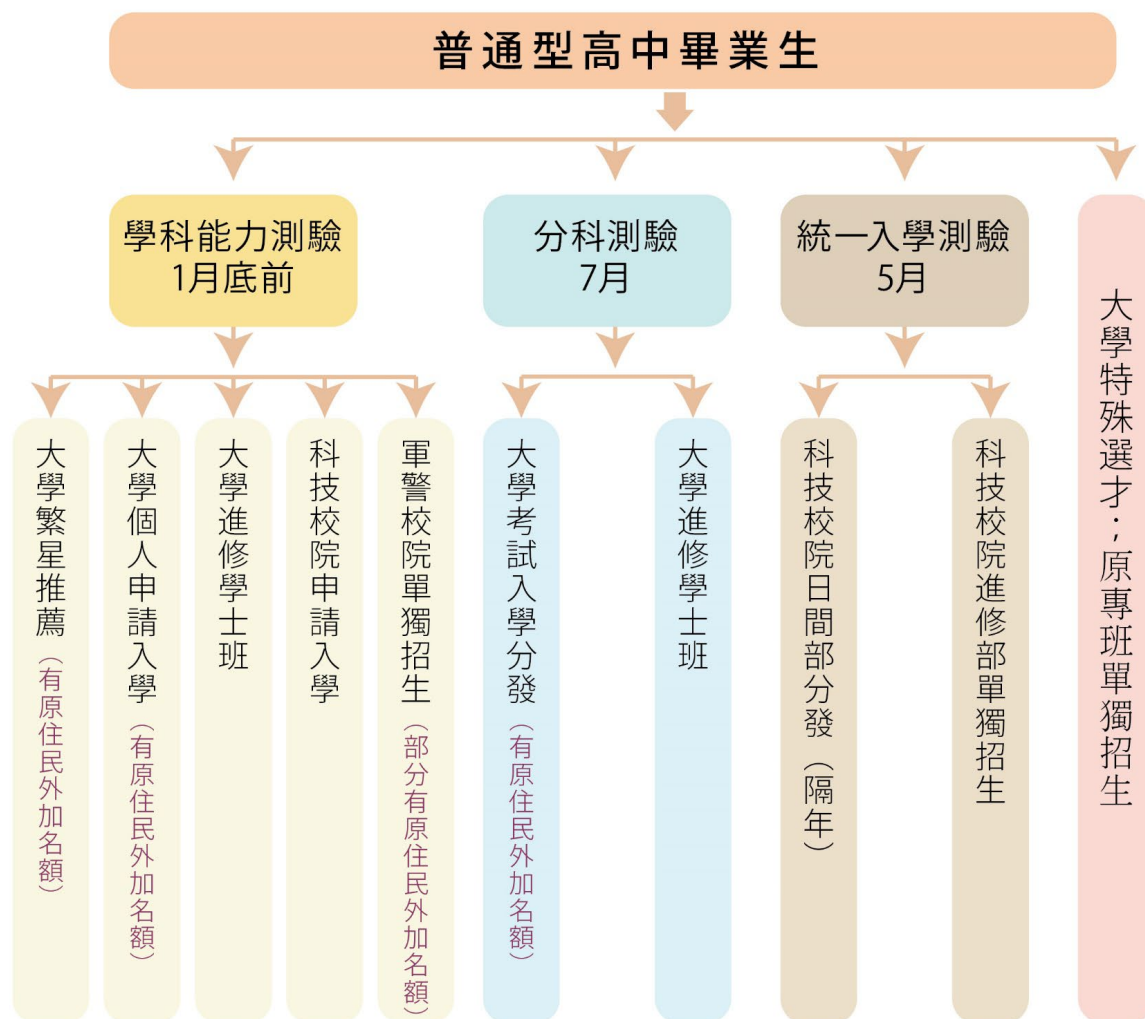 普通型高中畢業生
學科能力測驗
1月底前
分科測驗
7月
統一入學測驗
5月
大學特殊選才；原專班單獨招生
大學繁星推薦（有原住民外加名額）
大學個人申請入學（有原住民外加名額）
大學進修學士班
科技校院申請入學
軍警校院單獨招生（部分有原住民外加名額）
大學考試入學分發（有原住民外加名額）
大學進修學士班
科技校院日間部分發（隔年）
科技校院進修部單獨招生